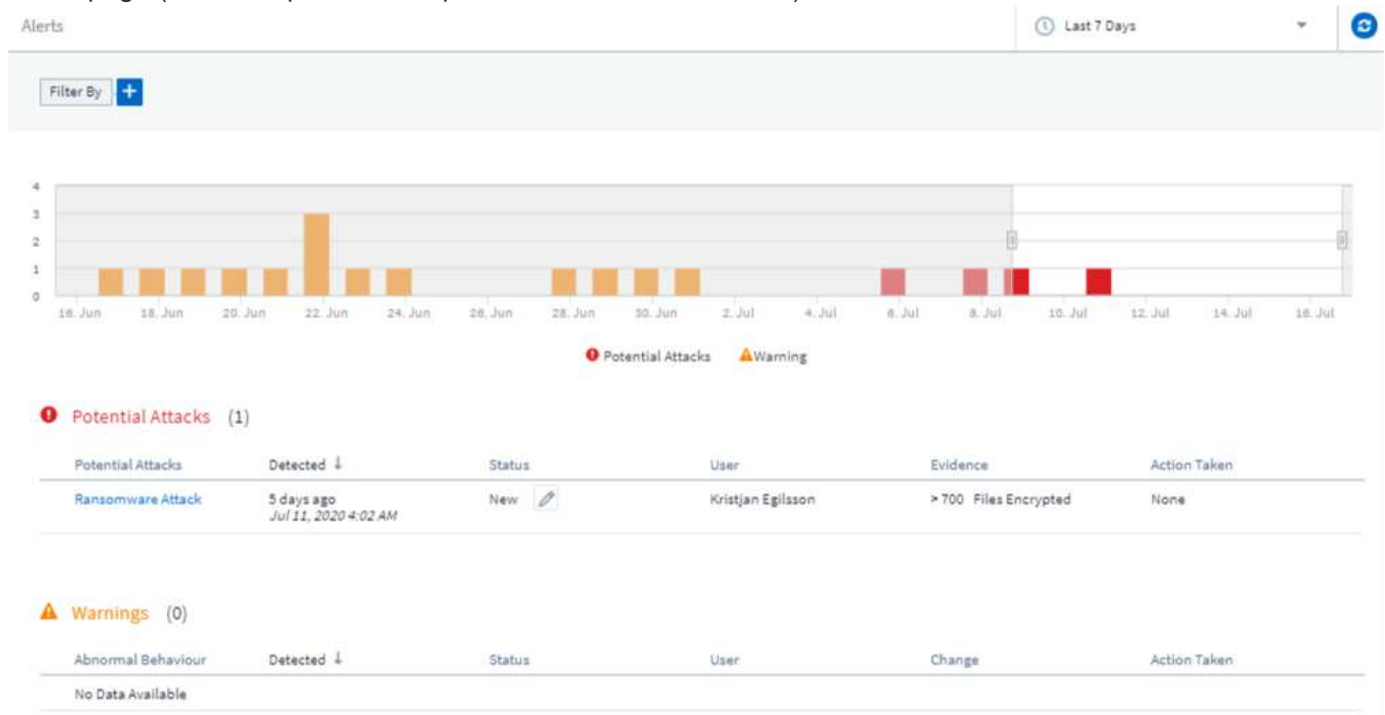 Alerts
Last 7 Days
Filter By +
4
3
2
1
0
16. Jun 18. Jun 20. Jun 22. Jun 24. Jun 26. Jun 28. Jun 30. Jun 2. Jul 4. Jul 6. Jul 8. Jul 10. Jul 12. Jul 14. Jul 16. Jul
Potential Attacks Warning
Potential Attacks (1)
Potential Attacks Detected ↓ Status User Evidence Action Taken
Ransomware Attack 5 days ago New Kristjan Egilsson > 700 Files Encrypted None
Jul 11, 2020 4:02 AM
Warnings (0)
Abnormal Behaviour Detected ↓ Status User Change Action Taken
No Data Available